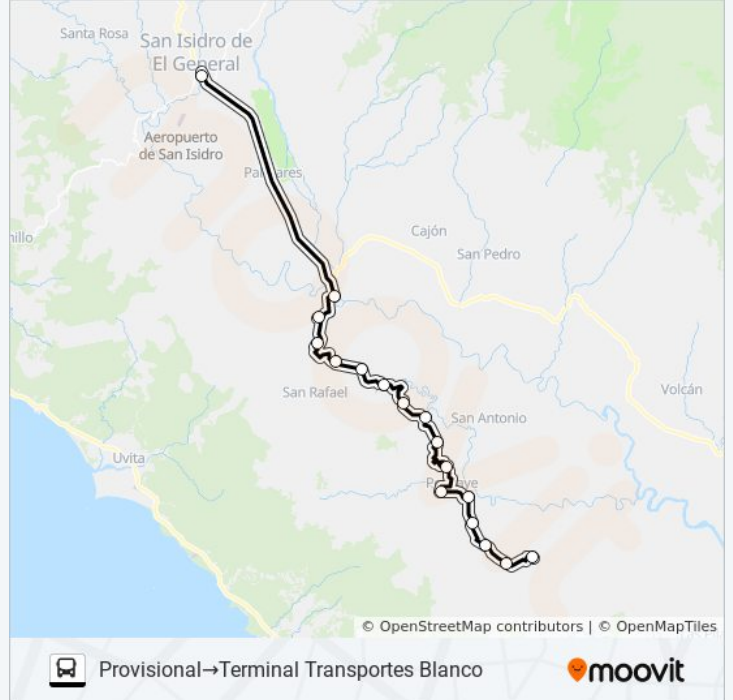 Santa Rosa
San Isidro de
El General
Aeropuerto
de San Isidro
Cajón
San Pedro
San Rafael
San Antonio
Volcán
Uvita
© OpenStreetMap contributors | © OpenMapTiles
Provisional→Terminal Transportes Blanco
moovit